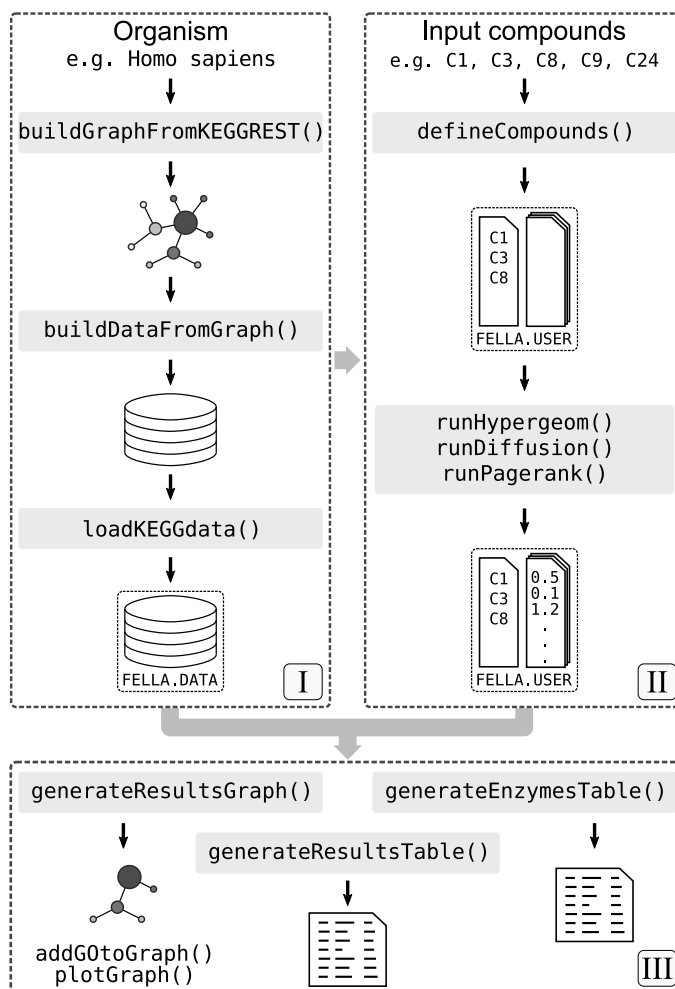 Organism
e.g. Homo sapiens
buildGraphFromKEGGREST()
buildDataFromGraph()
loadKEGGdata()
FELLA.DATA
I
Input compounds
e.g. C1, C3, C8, C9, C24
defineCompounds()
C1
C3
C8
FELLA.USER
runHypergeom()
runDiffusion()
runPagerank()
C1
C3
C8
0.5
0.1
1.2
.
.
.
FELLA.USER
II
generateResultsGraph()
addGOtoGraph()
plotGraph()
generateResultsTable()
generateEnzymesTable()
III